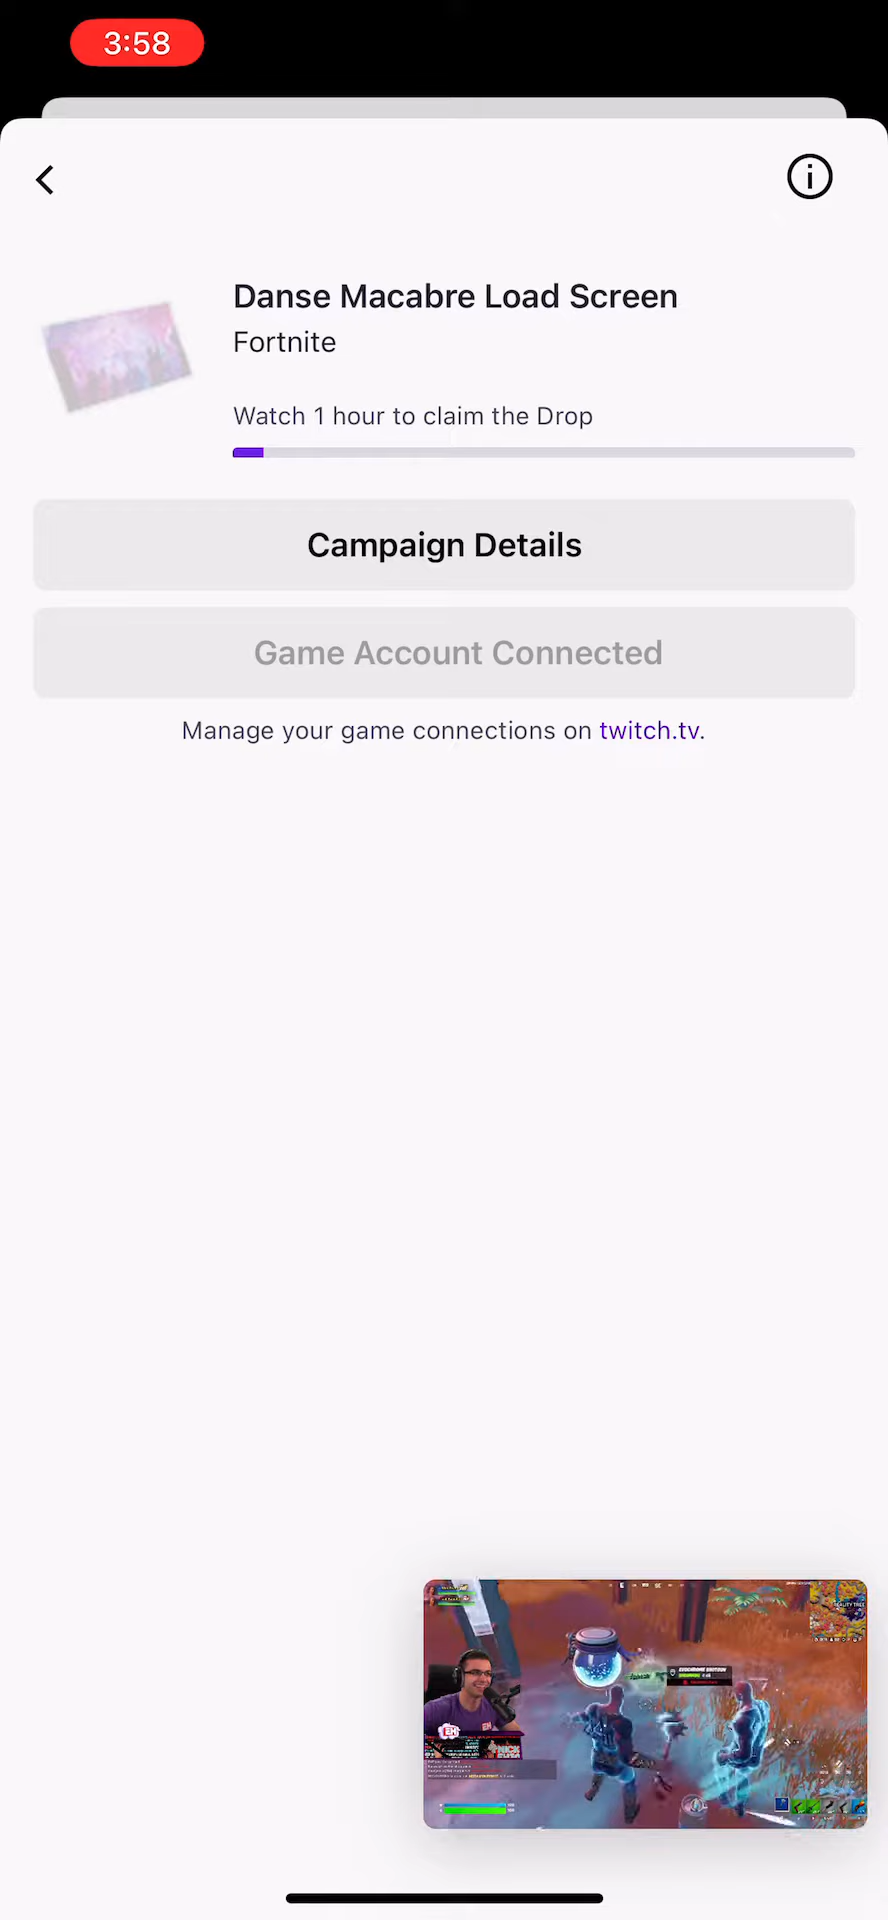 3:58
Danse Macabre Load Screen
Fortnite
Watch 1 hour to claim the Drop
Campaign Details
Game Account Connected
Manage your game connections on twitch.tv.